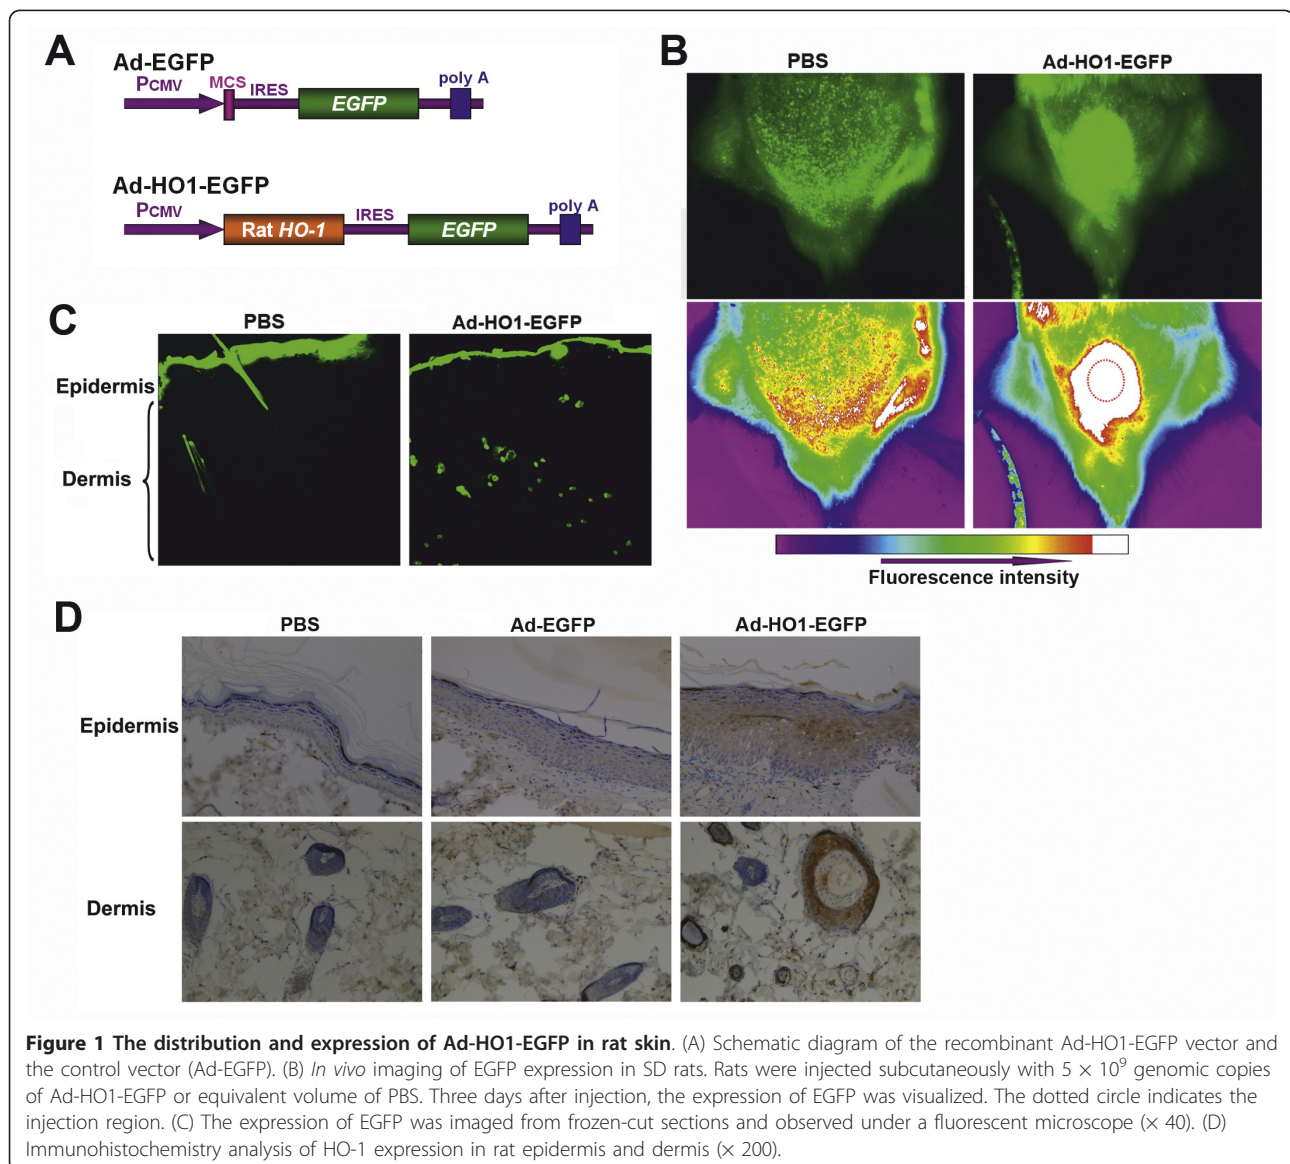 A
Ad-EGFP
PCMV
MCS
IRES
EGFP
poly A
Ad-HO1-EGFP
PCMV
Rat HO-1
IRES
EGFP
poly A
B
PBS
Ad-HO1-EGFP
Fluorescence intensity
C
PBS
Ad-HO1-EGFP
Epidermis
Dermis
D
PBS
Ad-EGFP
Ad-HO1-EGFP
Epidermis
Dermis
Figure 1 The distribution and expression of Ad-HO1-EGFP in rat skin. (A) Schematic diagram of the recombinant Ad-HO1-EGFP vector and
the control vector (Ad-EGFP). (B) In vivo imaging of EGFP expression in SD rats. Rats were injected subcutaneously with 5 × 10⁹ genomic copies
of Ad-HO1-EGFP or equivalent volume of PBS. Three days after injection, the expression of EGFP was visualized. The dotted circle indicates the
injection region. (C) The expression of EGFP was imaged from frozen-cut sections and observed under a fluorescent microscope (× 40). (D)
Immunohistochemistry analysis of HO-1 expression in rat epidermis and dermis (× 200).